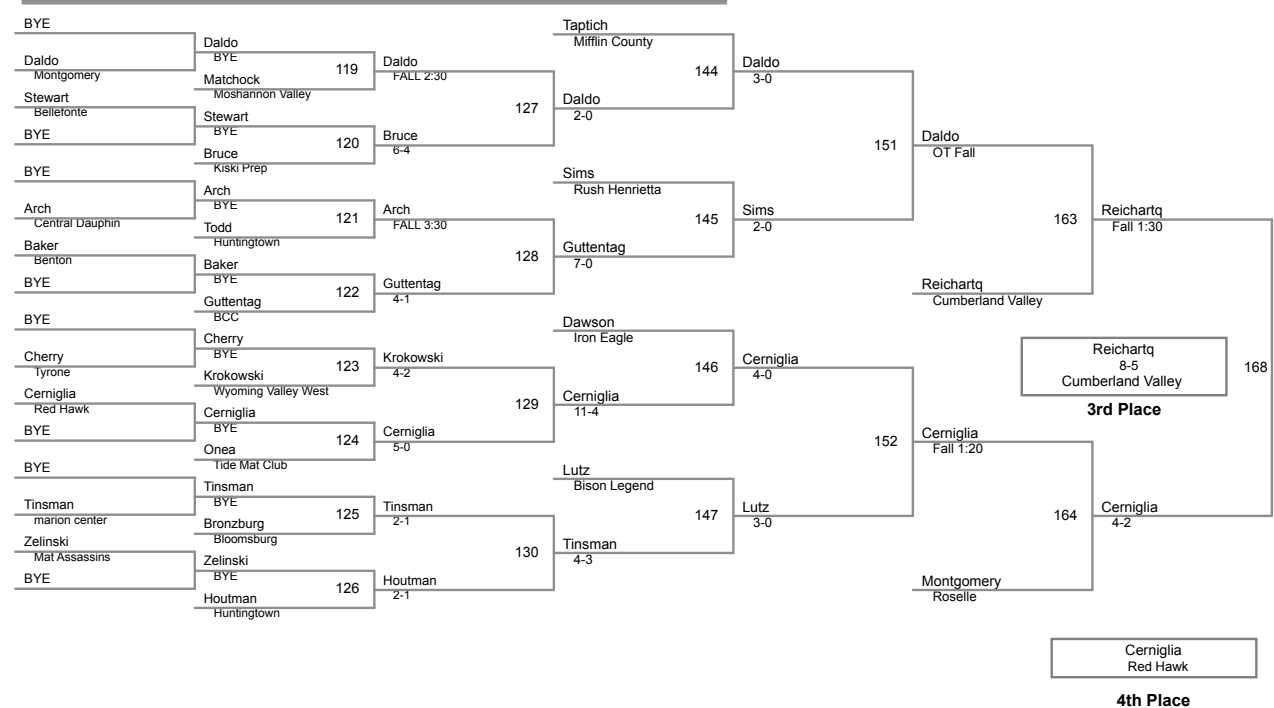 BYE
Daldo
Montgomery
Stewart
Bellefonte
BYE
BYE
Arch
Central Dauphin
Baker
Benton
BYE
BYE
Cherry
Tyrone
Cerniglia
Red Hawk
BYE
BYE
Tinsman
marion center
Zelinski
Mat Assassins
BYE
Daldo
BYE
119
Matchock
Moshannon Valley
Stewart
BYE
120
Bruce
Kiski Prep
Arch
BYE
121
Todd
Huntingtown
Baker
BYE
122
Guttentag
BCC
Cherry
BYE
123
Krokowski
Wyoming Valley West
Cerniglia
BYE
124
Onea
Tide Mat Club
Tinsman
BYE
125
Bronzburg
Bloomsburg
Zelinski
BYE
126
Houtman
Huntingtown
Daldo
FALL 2:30
127
Bruce
6-4
Arch
FALL 3:30
128
Guttentag
4-1
Krokowski
4-2
129
Cerniglia
5-0
Tinsman
2-1
130
Houtman
2-1
Taptich
Mifflin County
144
Daldo
2-0
Sims
Rush Henrietta
145
Guttentag
7-0
Dawson
Iron Eagle
146
Cerniglia
11-4
Lutz
Bison Legend
147
Tinsman
4-3
Daldo
3-0
151
Sims
2-0
Cerniglia
4-0
152
Lutz
3-0
Daldo
OT Fall
163
Reichartq
Cumberland Valley
Cerniglia
Fall 1:20
164
Montgomery
Roselle
Reichartq
Fall 1:30
168
Cerniglia
4-2
Reichartq
8-5
Cumberland Valley
3rd Place
Cerniglia
Red Hawk
4th Place